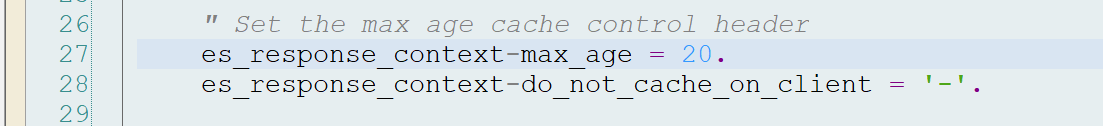 26 " Set the max age cache control header
27 es_response_context-max_age = 20.
28 es_response_context-do_not_cache_on_client = '-'.
29